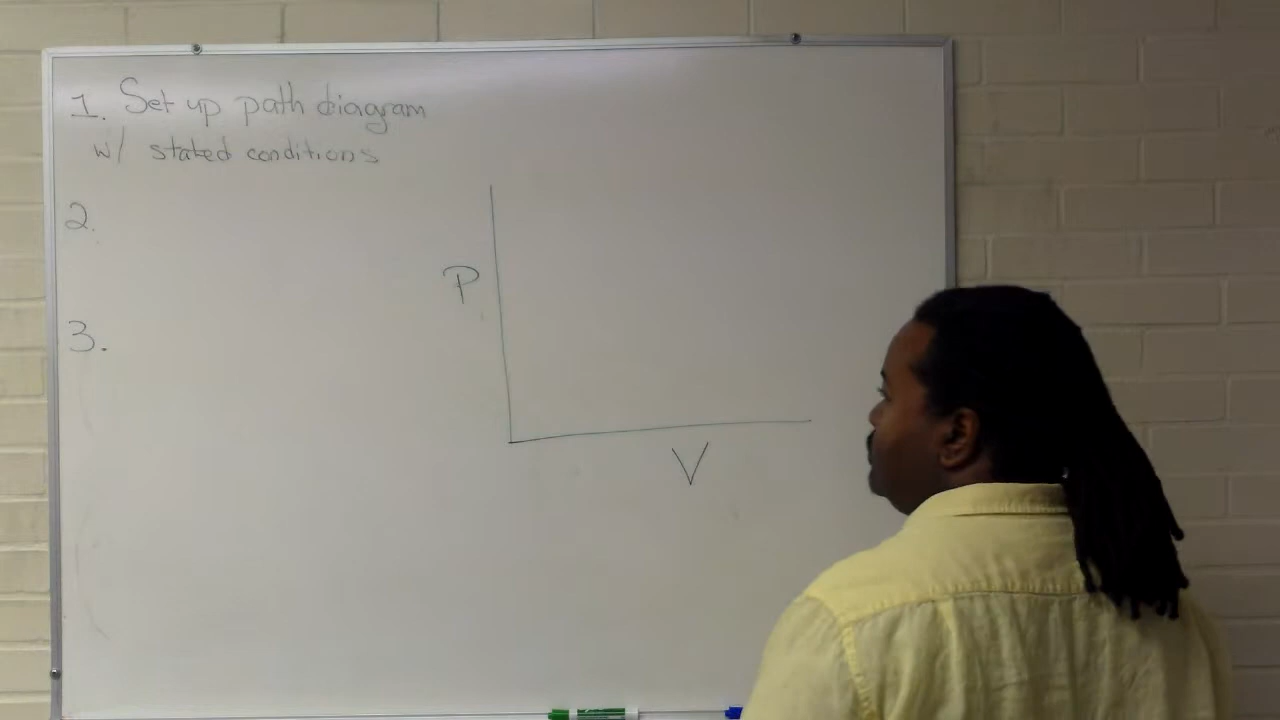 1. Set up path diagram
w/ stated conditions
2.
3.
P
V